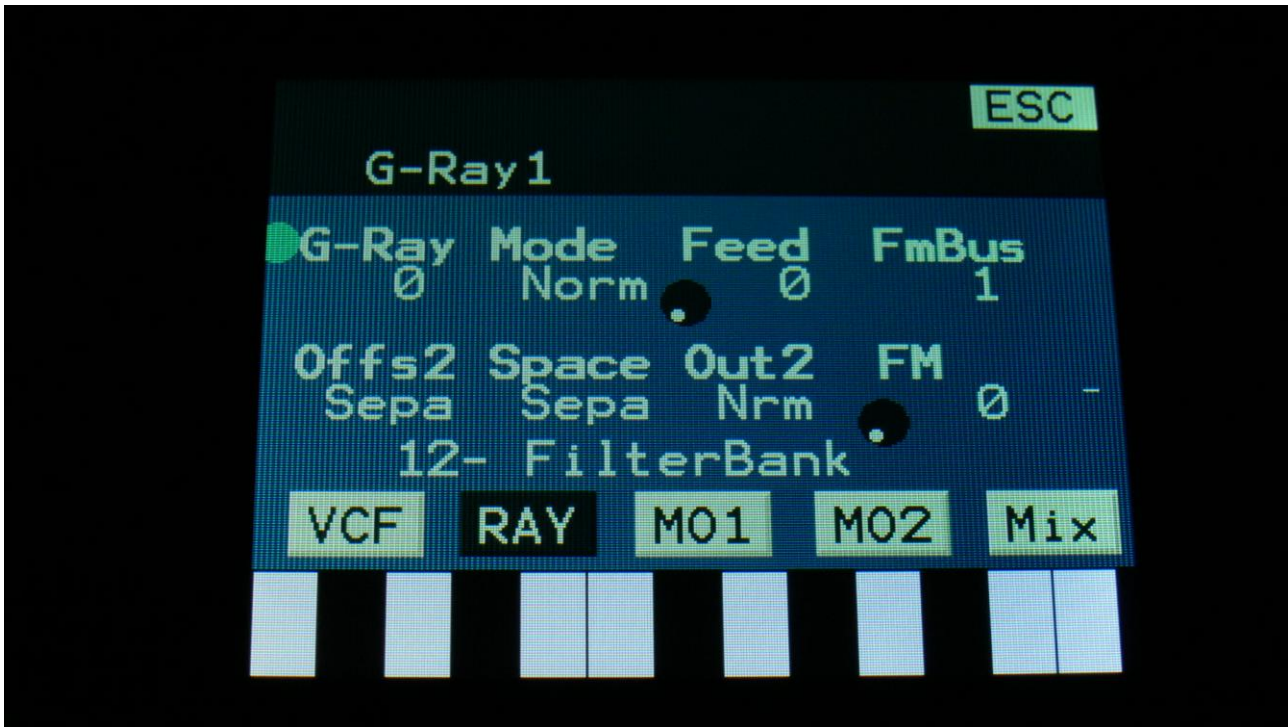 ESC
G-Ray1
G-Ray Mode Feed FmBus
0 Norm 0 1
Offs2 Space Out2 FM
Sepa Sepa Nrm 0 -
12- FilterBank
VCF RAY MO1 MO2 Mix